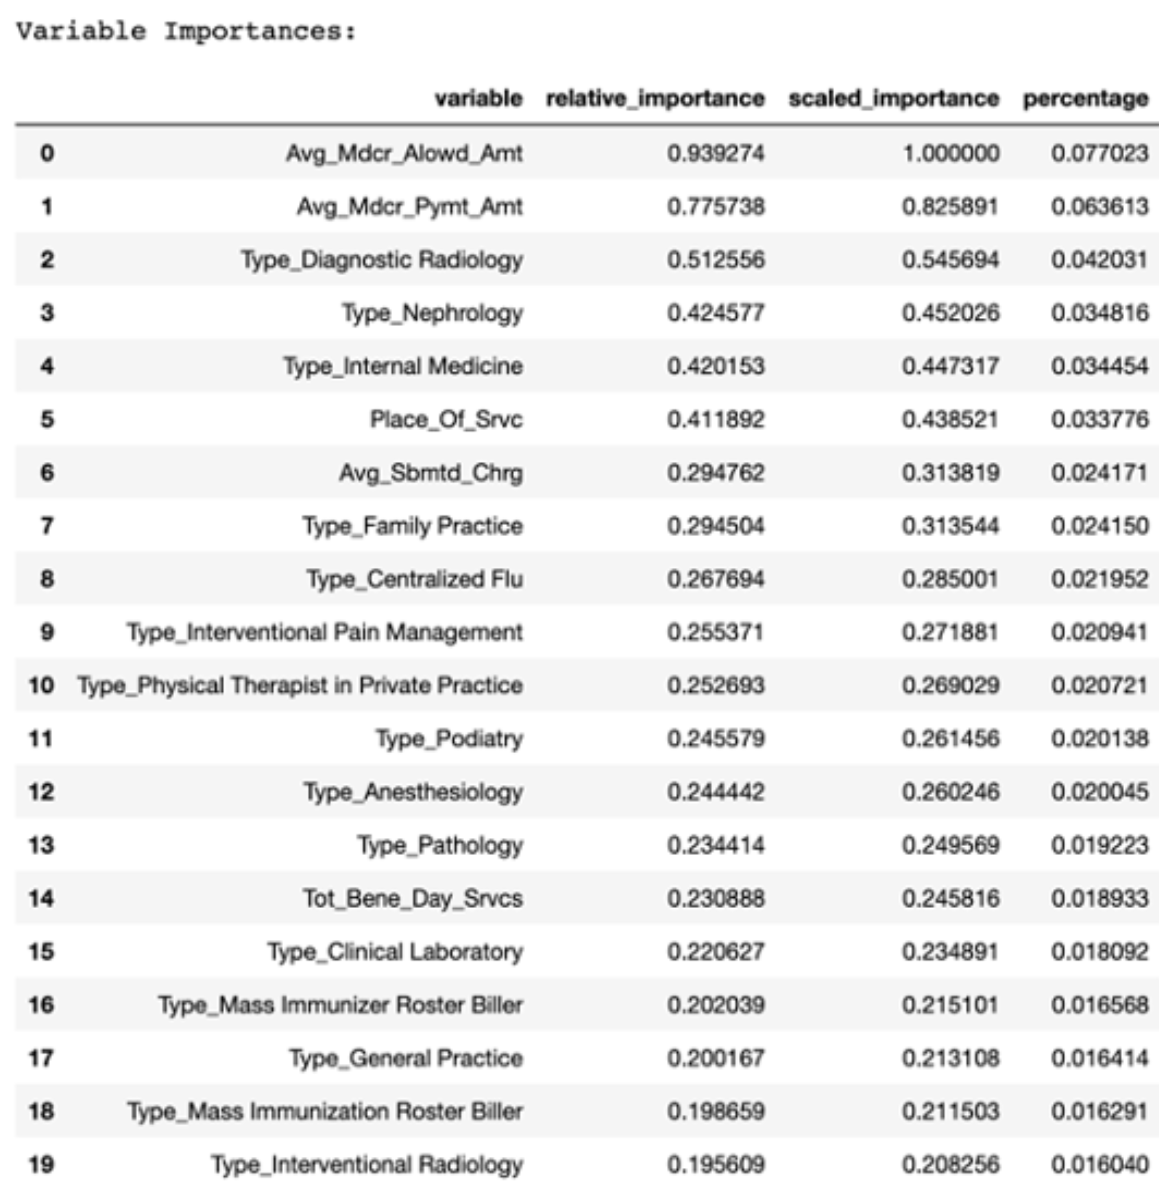 Variable Importances:
variable relative_importance scaled_importance percentage
0 Avg_Mdcr_Alowd_Amt 0.939274 1.000000 0.077023
1 Avg_Mdcr_Pymt_Amt 0.775738 0.825891 0.063613
2 Type_Diagnostic Radiology 0.512556 0.545694 0.042031
3 Type_Nephrology 0.424577 0.452026 0.034816
4 Type_Internal Medicine 0.420153 0.447317 0.034454
5 Place_Of_Srvc 0.411892 0.438521 0.033776
6 Avg_Sbmtd_Chrg 0.294762 0.313819 0.024171
7 Type_Family Practice 0.294504 0.313544 0.024150
8 Type_Centralized Flu 0.267694 0.285001 0.021952
9 Type_Interventional Pain Management 0.255371 0.271881 0.020941
10 Type_Physical Therapist in Private Practice 0.252693 0.269029 0.020721
11 Type_Podiatry 0.245579 0.261456 0.020138
12 Type_Anesthesiology 0.244442 0.260246 0.020045
13 Type_Pathology 0.234414 0.249569 0.019223
14 Tot_Bene_Day_Srvcs 0.230888 0.245816 0.018933
15 Type_Clinical Laboratory 0.220627 0.234891 0.018092
16 Type_Mass Immunizer Roster Biller 0.202039 0.215101 0.016568
17 Type_General Practice 0.200167 0.213108 0.016414
18 Type_Mass Immunization Roster Biller 0.198659 0.211503 0.016291
19 Type_Interventional Radiology 0.195609 0.208256 0.016040